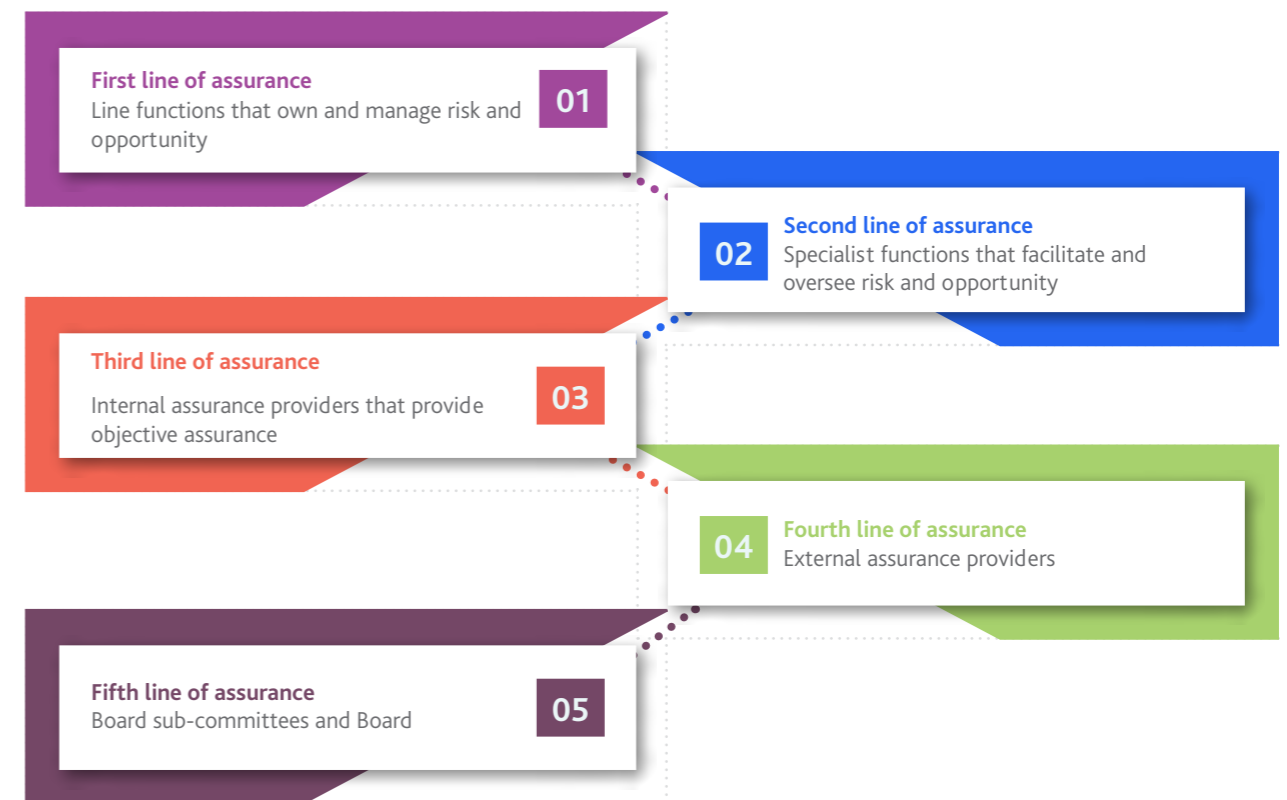 First line of assurance
Line functions that own and manage risk and
opportunity
01
02
Second line of assurance
Specialist functions that facilitate and
oversee risk and opportunity
Third line of assurance
Internal assurance providers that provide
objective assurance
03
04
Fourth line of assurance
External assurance providers
Fifth line of assurance
Board sub-committees and Board
05